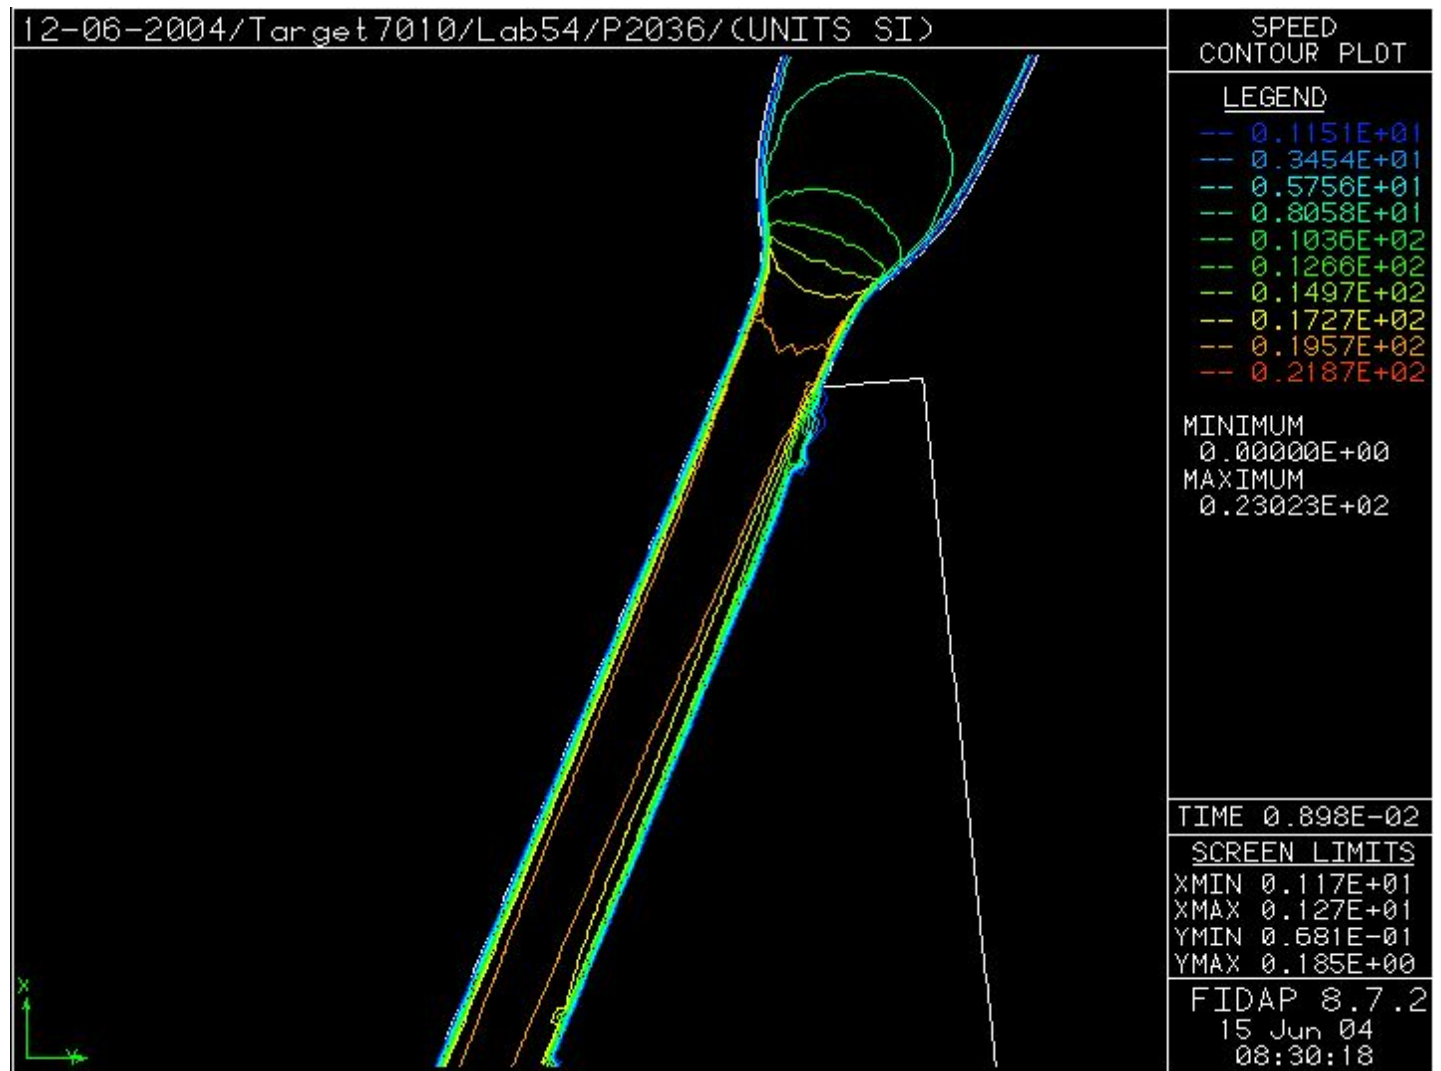 12-06-2004/Target7010/Lab54/P2036/(UNITS SI)
SPEED
CONTOUR PLOT
LEGEND
-- 0.1151E+01
-- 0.3454E+01
-- 0.5756E+01
-- 0.8058E+01
-- 0.1036E+02
-- 0.1266E+02
-- 0.1497E+02
-- 0.1727E+02
-- 0.1957E+02
-- 0.2187E+02
MINIMUM
0.00000E+00
MAXIMUM
0.23023E+02
TIME 0.898E-02
SCREEN LIMITS
XMIN 0.117E+01
XMAX 0.127E+01
YMIN 0.681E-01
YMAX 0.185E+00
FIDAP 8.7.2
15 Jun 04
08:30:18
X
Y